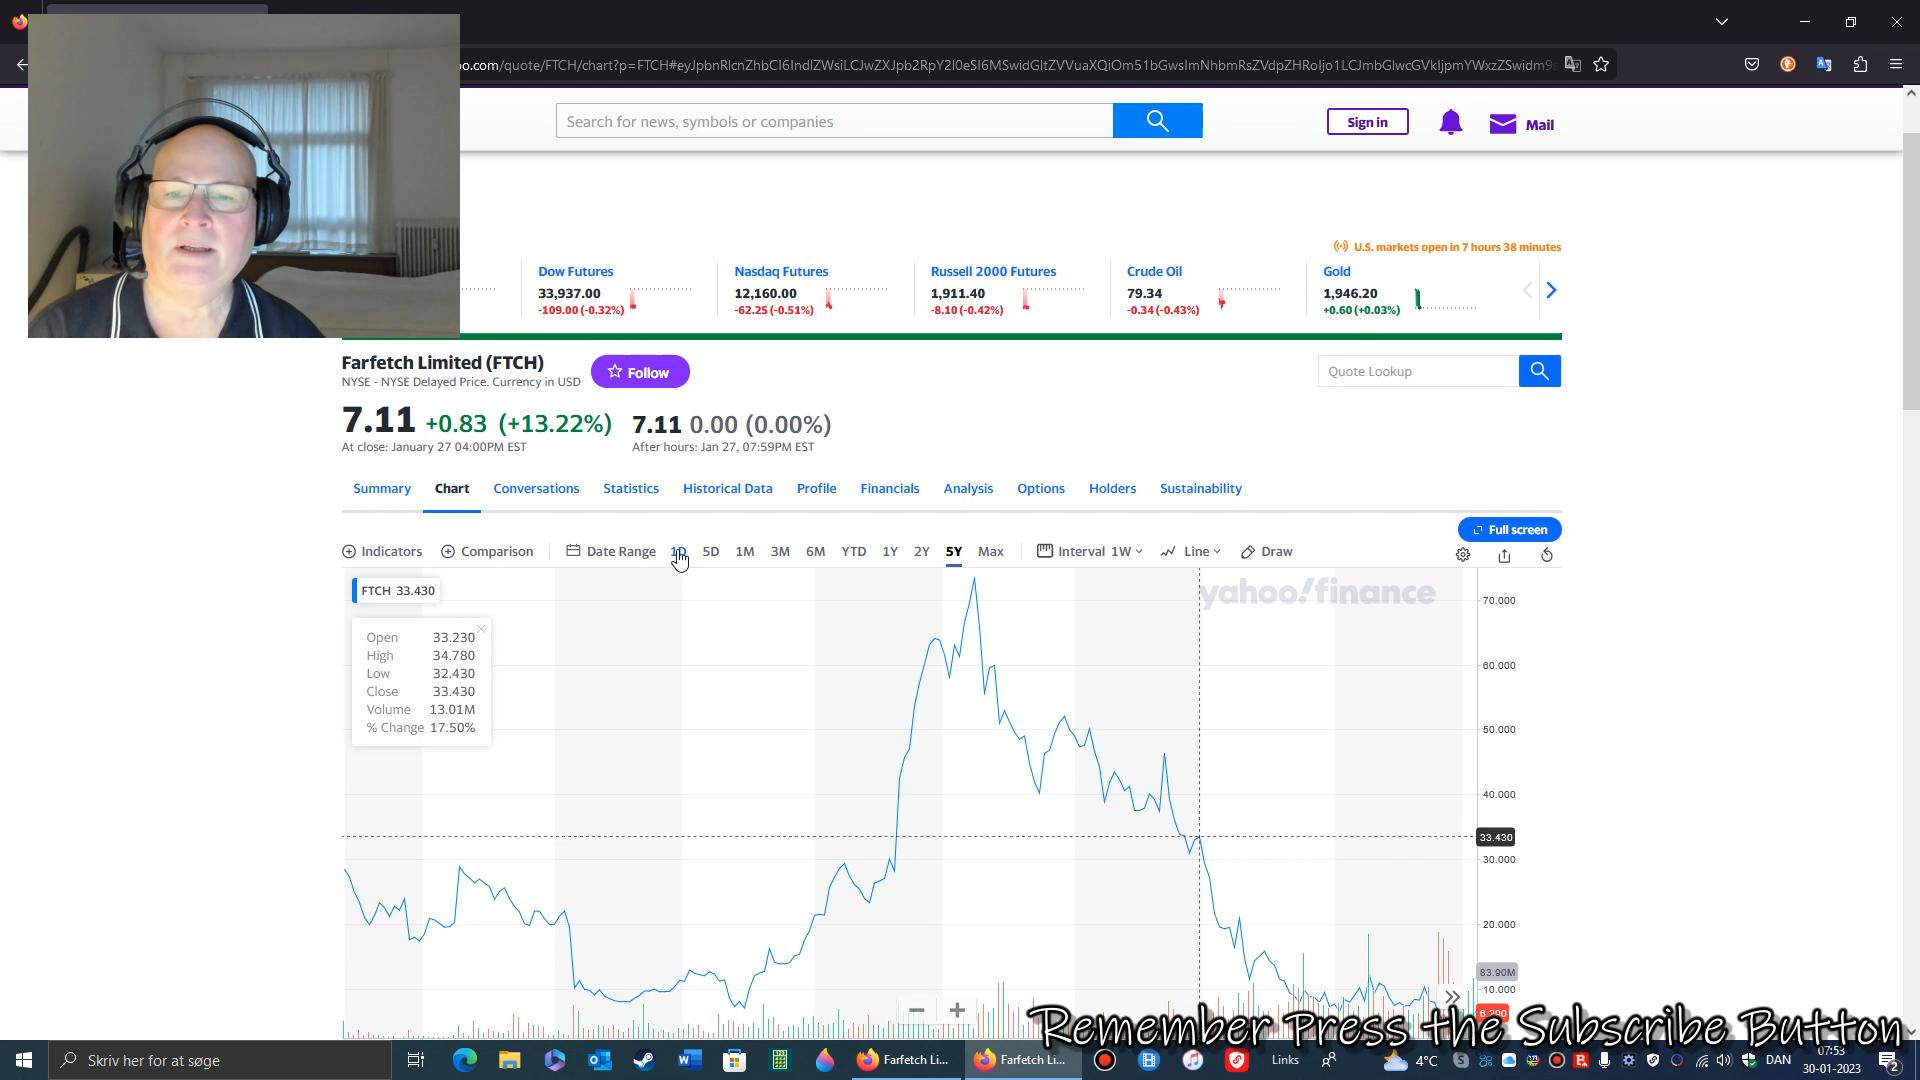 oo.com/quote/FTCH/chart?p=FTCH#eyJpbnRlcnZhbCI6IndlZWsiLCJwZXJpb2RpY2l0eSI6MSwidGltZVVuaXQiOm51bGwsImNhbmRsZVdpZHRoIjo1LCJmbGlwcGVkIjpmYWxzZSwidm9
Search for news, symbols or companies
Sign in
Mail
U.S. markets open in 7 hours 38 minutes
Dow Futures Nasdaq Futures Russell 2000 Futures Crude Oil Gold
33,937.00 12,160.00 1,911.40 79.34 1,946.20
-109.00 (-0.32%) -62.25 (-0.51%) -8.10 (-0.42%) -0.34 (-0.43%) +0.60 (+0.03%)
Farfetch Limited (FTCH)
NYSE - NYSE Delayed Price. Currency in USD
Follow
Quote Lookup
7.11 +0.83 (+13.22%) 7.11 0.00 (0.00%)
At close: January 27 04:00PM EST After hours: Jan 27, 07:59PM EST
Summary Chart Conversations Statistics Historical Data Profile Financials Analysis Options Holders Sustainability
Full screen
Indicators Comparison Date Range 1D 5D 1M 3M 6M YTD 1Y 2Y 5Y Max Interval 1W Line Draw
FTCH 33.430
yahoo!finance
Open 33.230
High 34.780
Low 32.430
Close 33.430
Volume 13.01M
% Change 17.50%
70.000
60.000
50.000
40.000
33.430
30.000
20.000
83.90M
10.000
6.290
Remember Press the Subscribe Button
Skriv her for at søge
Farfetch Li...
Farfetch Li...
Links
4°C
DAN
07:53
30-01-2023
2